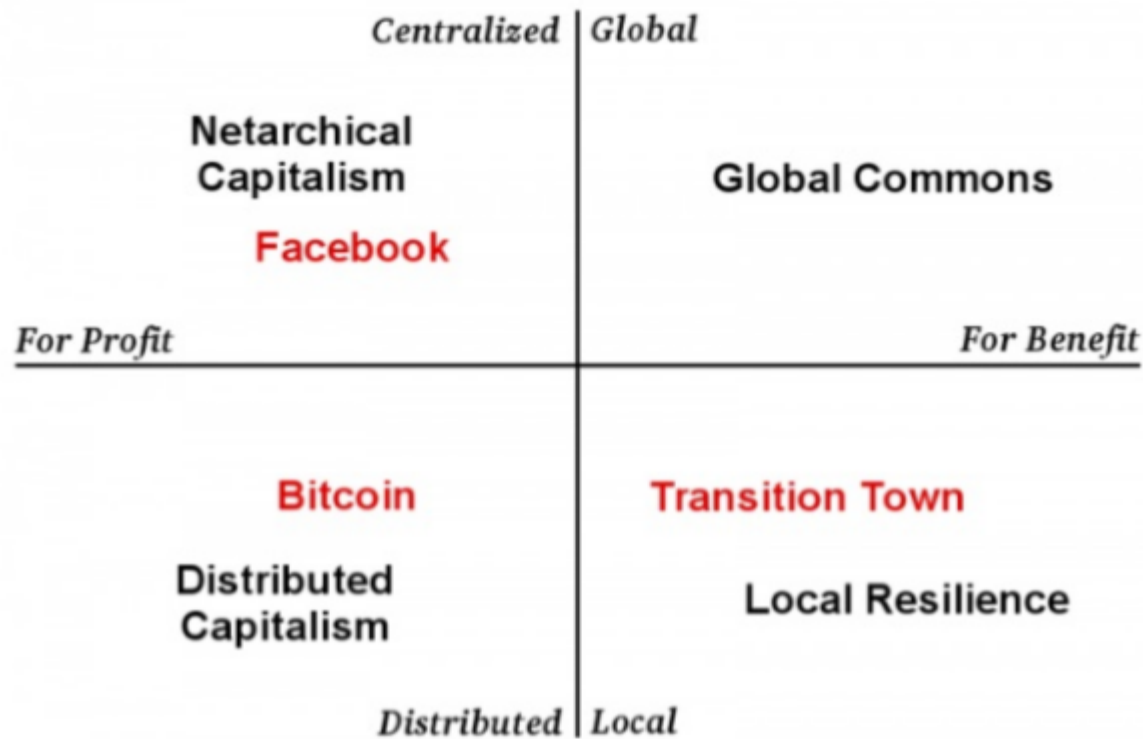 Centralized Global
Netarchical
Capitalism
Global Commons
Facebook
For Profit
For Benefit
Bitcoin
Transition Town
Distributed
Capitalism
Local Resilience
Distributed Local